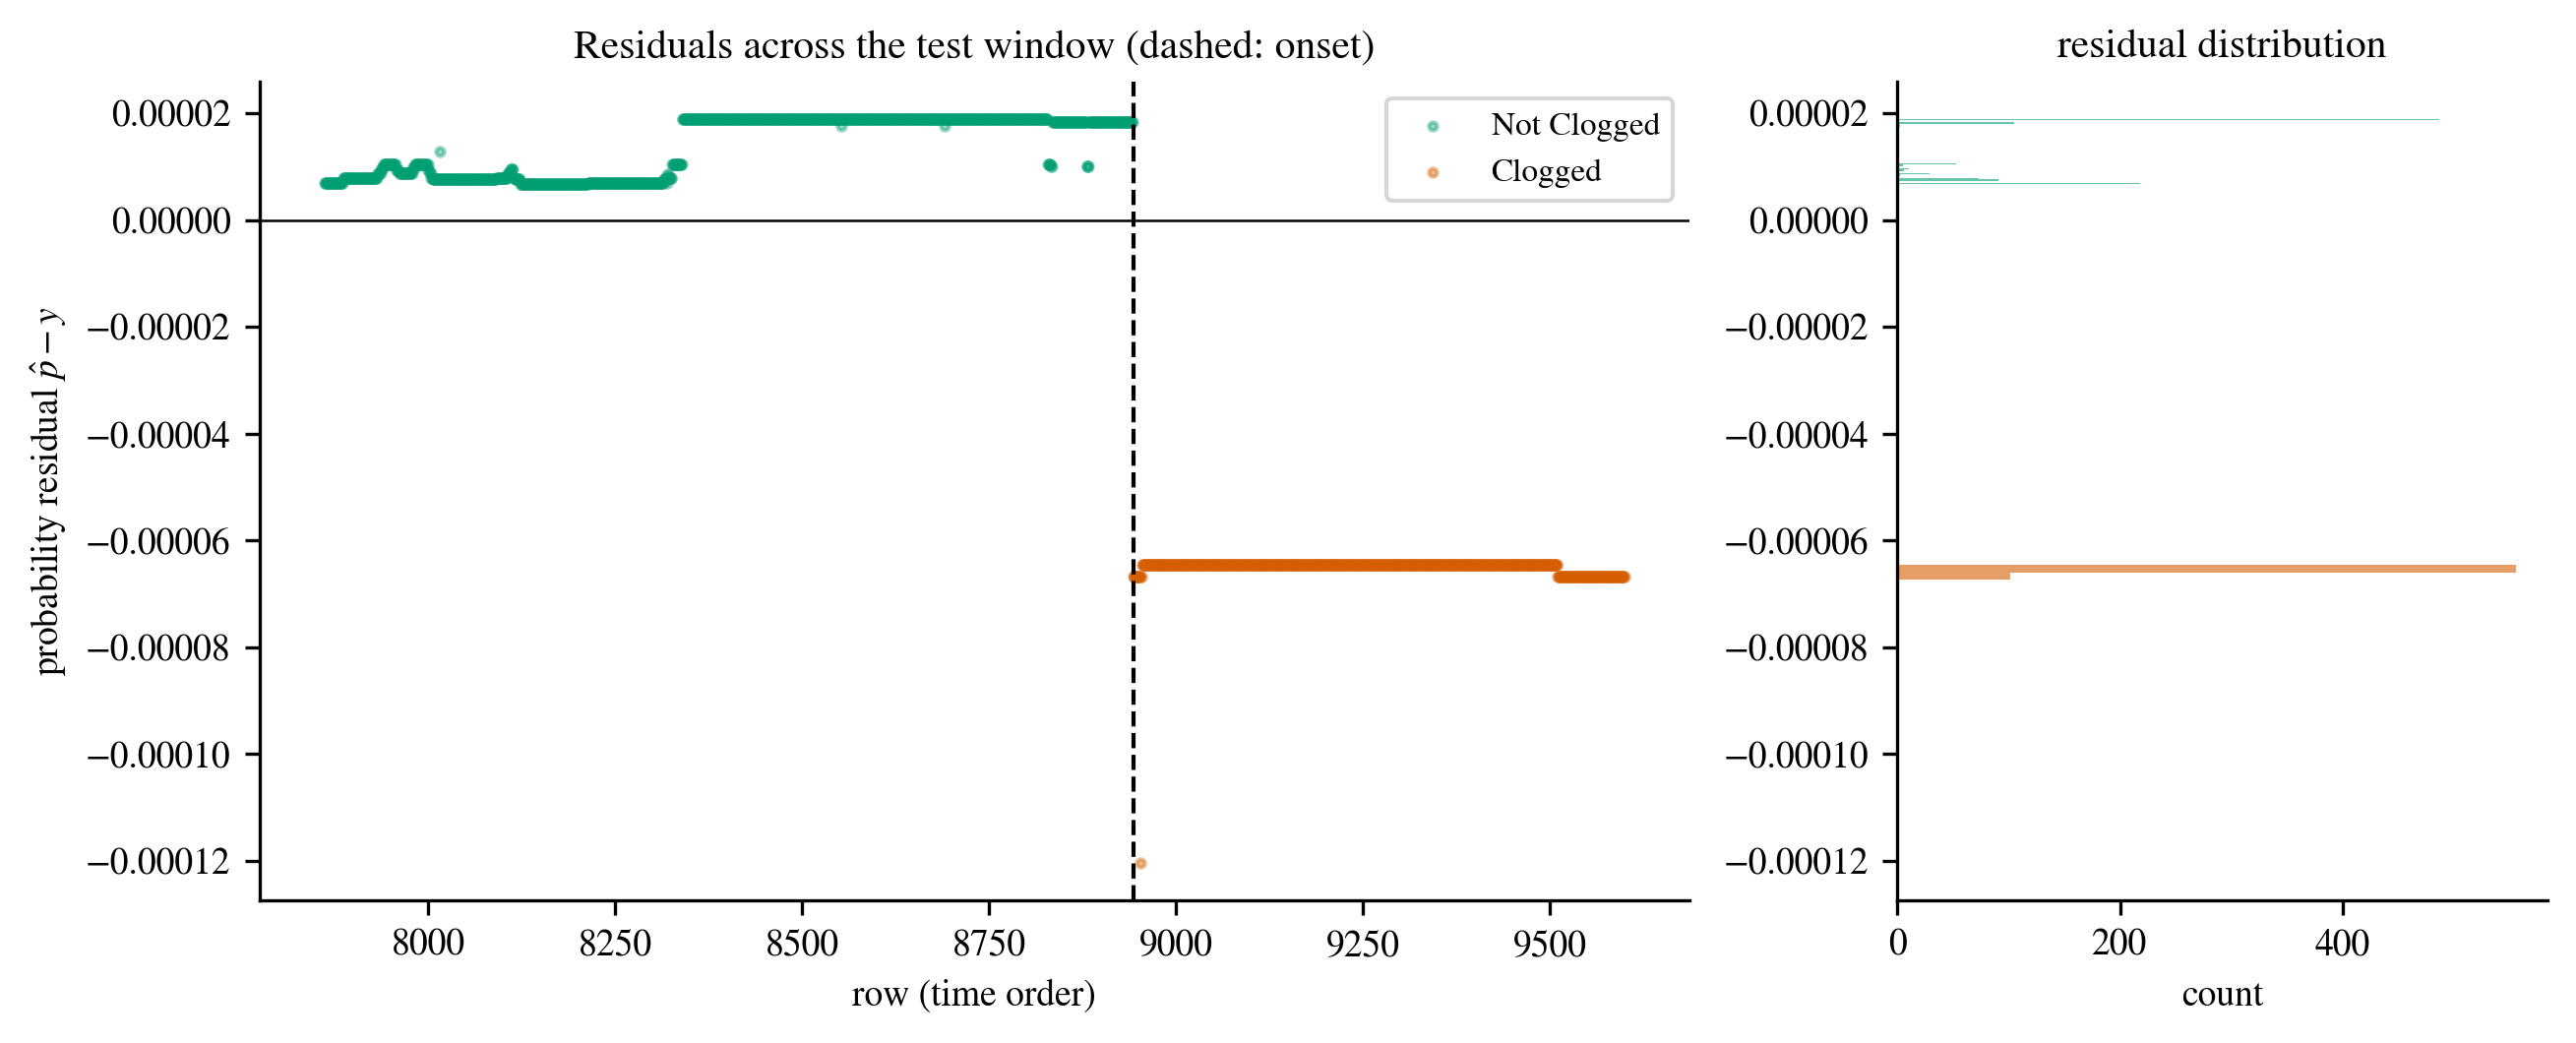 Residuals across the test window (dashed: onset)
probability residual p̂ − y
0.00002
0.00000
−0.00002
−0.00004
−0.00006
−0.00008
−0.00010
−0.00012
Not Clogged
Clogged
8000 8250 8500 8750 9000 9250 9500
row (time order)
residual distribution
0.00002
0.00000
−0.00002
−0.00004
−0.00006
−0.00008
−0.00010
−0.00012
0 200 400
count